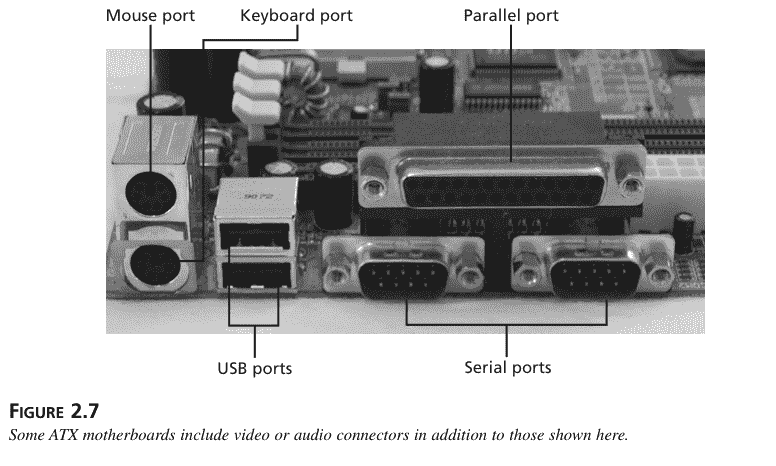 Mouse port
Keyboard port
Parallel port
USB ports
Serial ports
FIGURE 2.7
Some ATX motherboards include video or audio connectors in addition to those shown here.